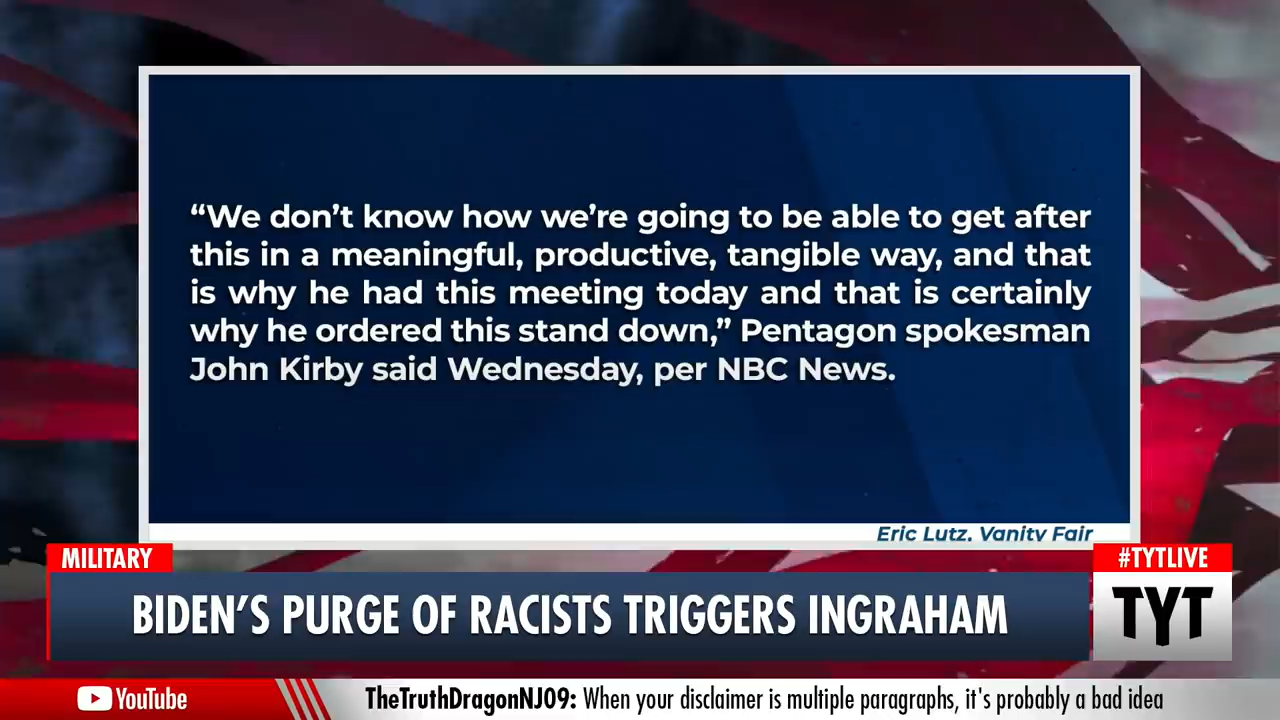 “We don’t know how we’re going to be able to get after
this in a meaningful, productive, tangible way, and that
is why he had this meeting today and that is certainly
why he ordered this stand down,” Pentagon spokesman
John Kirby said Wednesday, per NBC News.
Eric Lutz, Vanity Fair
MILITARY
#TYTLIVE
BIDEN’S PURGE OF RACISTS TRIGGERS INGRAHAM
TYT
YouTube
TheTruthDragonNJ09: When your disclaimer is multiple paragraphs, it's probably a bad idea